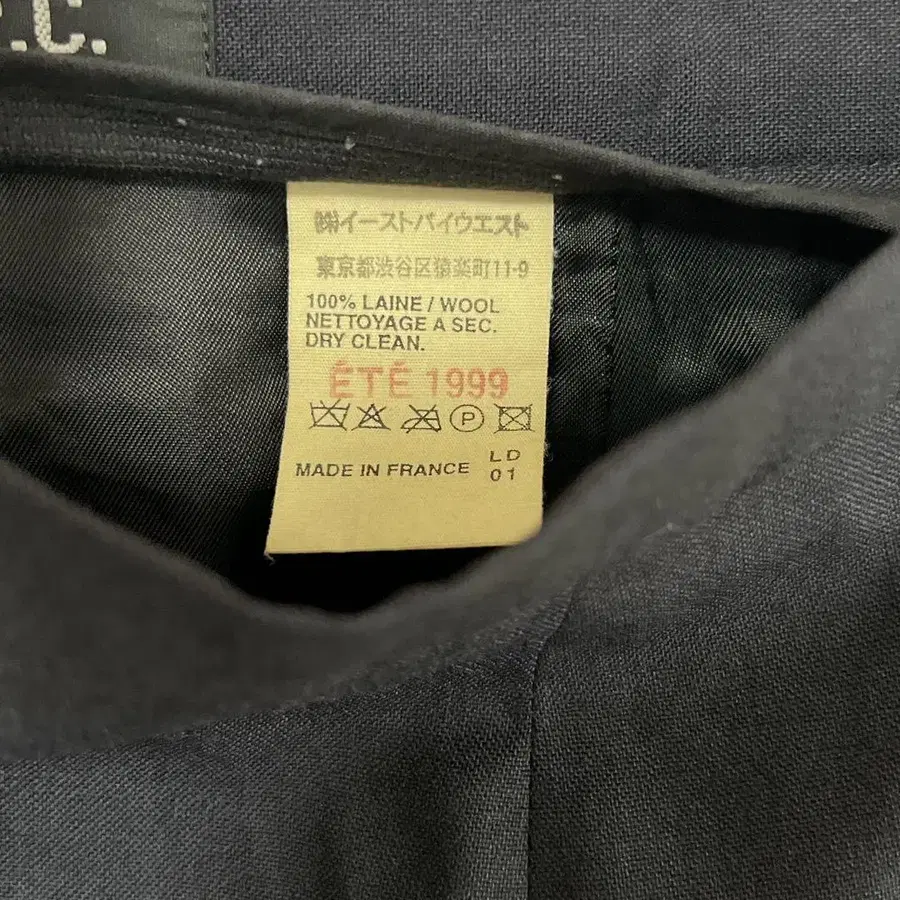 .C.
㈱イーストバイウエスト
東京都渋谷区猿楽町11-9
100% LAINE / WOOL
NETTOYAGE A SEC.
DRY CLEAN.
ÉTÉ 1999
P
MADE IN FRANCE LD
01